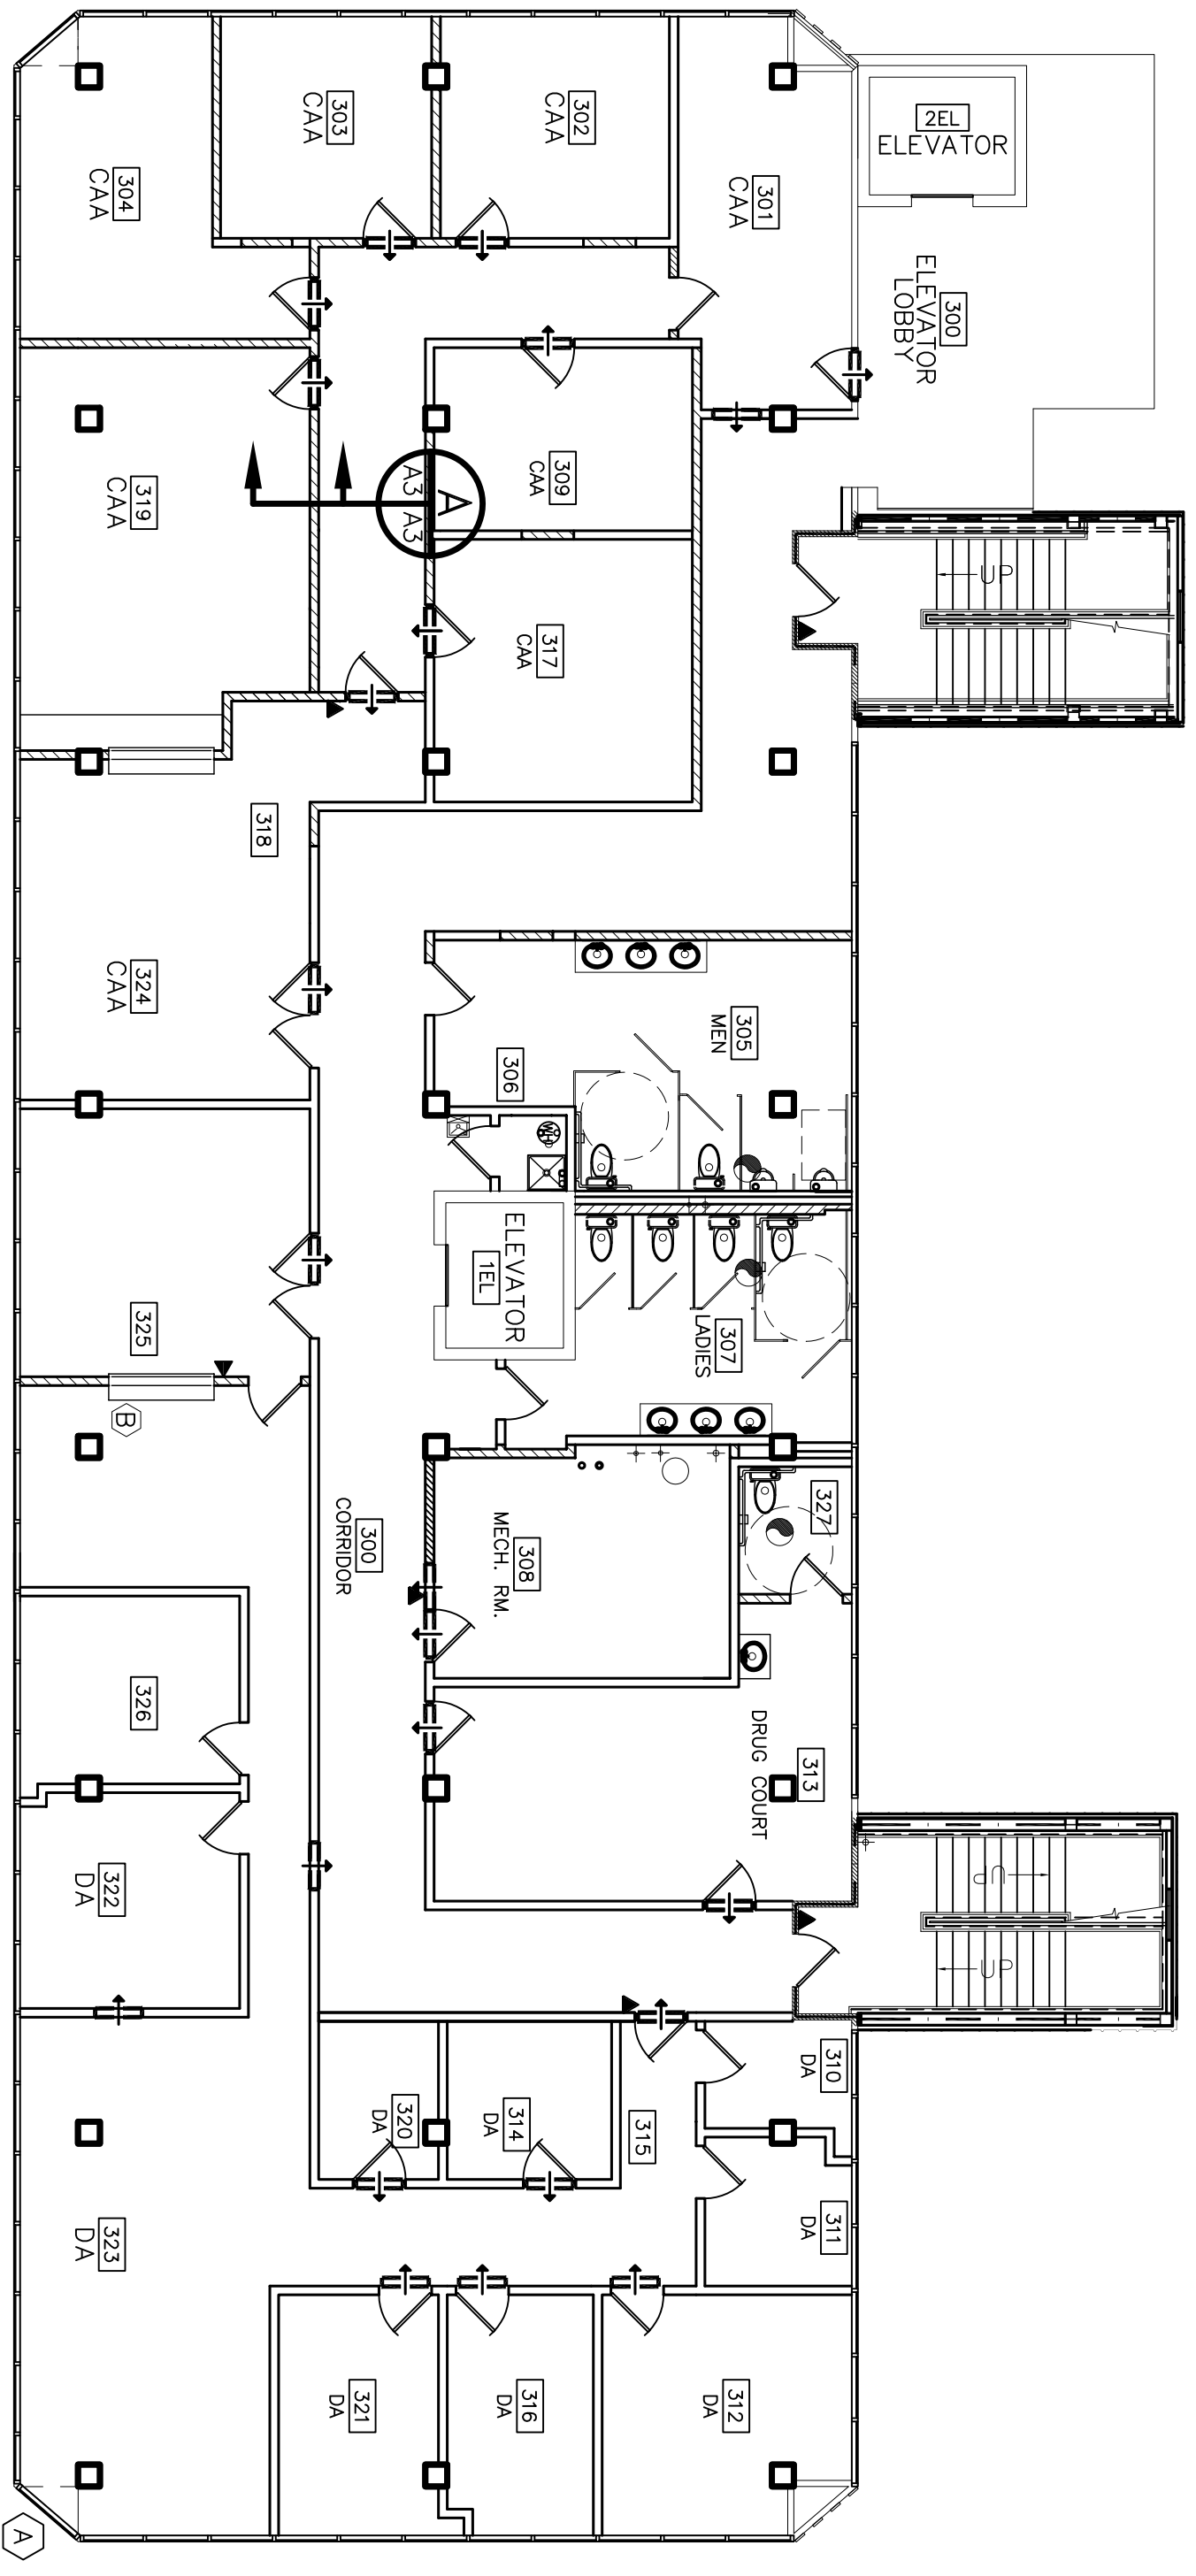 2EL
ELEVATOR
300
ELEVATOR
LOBBY
301
CAA
302
CAA
303
CAA
304
CAA
309
CAA
A
A3
A3
319
CAA
317
CAA
UP
318
324
CAA
305
MEN
306
WH
ELEVATOR
1EL
307
LADIES
325
B
300
CORRIDOR
308
MECH. RM.
327
313
DRUG COURT
326
322
DA
UP
UP
310
DA
311
DA
315
314
DA
320
DA
323
DA
312
DA
316
DA
321
DA
A